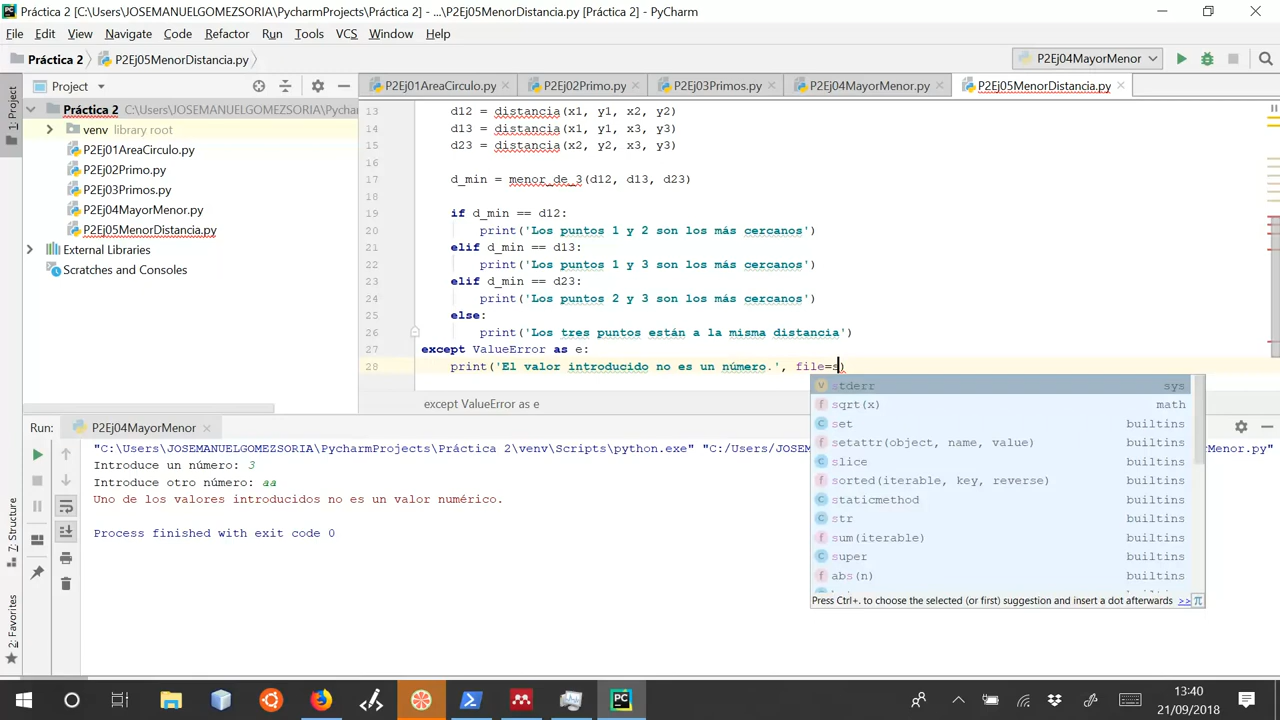 Práctica 2 [C:\Users\JOSEMANUELGOMEZSORIA\PycharmProjects\Práctica 2] - ...\P2Ej05MenorDistancia.py [Práctica 2] - PyCharm
File Edit View Navigate Code Refactor Run Tools VCS Window Help
Práctica 2 P2Ej05MenorDistancia.py P2Ej04MayorMenor
1: Project
Project P2Ej01AreaCirculo.py P2Ej02Primo.py P2Ej03Primos.py P2Ej04MayorMenor.py P2Ej05MenorDistancia.py
Práctica 2 C:\Users\JOSEMANUELGOMEZSORIA\PycharmProjects\Práctica
venv library root
P2Ej01AreaCirculo.py
P2Ej02Primo.py
P2Ej03Primos.py
P2Ej04MayorMenor.py
P2Ej05MenorDistancia.py
External Libraries
Scratches and Consoles
13 d12 = distancia(x1, y1, x2, y2)
14 d13 = distancia(x1, y1, x3, y3)
15 d23 = distancia(x2, y2, x3, y3)
16
17 d_min = menor_de_3(d12, d13, d23)
18
19 if d_min == d12:
20 print('Los puntos 1 y 2 son los más cercanos')
21 elif d_min == d13:
22 print('Los puntos 1 y 3 son los más cercanos')
23 elif d_min == d23:
24 print('Los puntos 2 y 3 son los más cercanos')
25 else:
26 print('Los tres puntos están a la misma distancia')
27 except ValueError as e:
28 print('El valor introducido no es un número.', file=s)
except ValueError as e
stderr sys
sqrt(x) math
set builtins
setattr(object, name, value) builtins
slice builtins
sorted(iterable, key, reverse) builtins
staticmethod builtins
str builtins
sum(iterable) builtins
super builtins
abs(n) builtins
Press Ctrl+. to choose the selected (or first) suggestion and insert a dot afterwards >> π
Run: P2Ej04MayorMenor
"C:\Users\JOSEMANUELGOMEZSORIA\PycharmProjects\Práctica 2\venv\Scripts\python.exe" "C:/Users/JOSEMA
rMenor.py"
Introduce un número: 3
Introduce otro número: aa
Uno de los valores introducidos no es un valor numérico.
Process finished with exit code 0
7: Structure
2: Favorites
13:40
21/09/2018